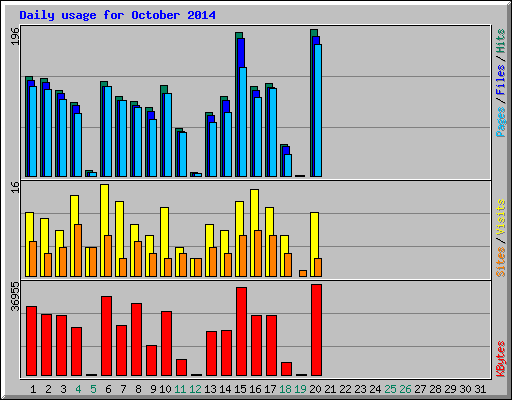 Daily usage for October 2014
196
Pages / Files / Hits
16
Sites / Visits
36955
KBytes
1 2 3 4 5 6 7 8 9 10 11 12 13 14 15 16 17 18 19 20 21 22 23 24 25 26 27 28 29 30 31